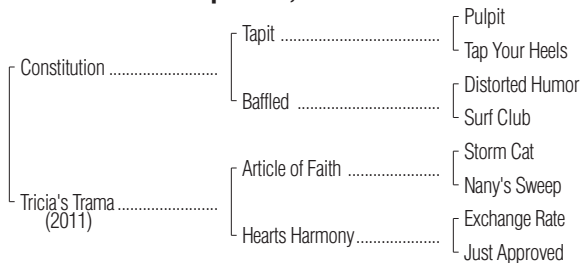 Pulpit
Tapit
Tap Your Heels
Constitution
Distorted Humor
Baffled
Surf Club
Storm Cat
Article of Faith
Nany's Sweep
Tricia's Trama
(2011)
Exchange Rate
Hearts Harmony
Just Approved